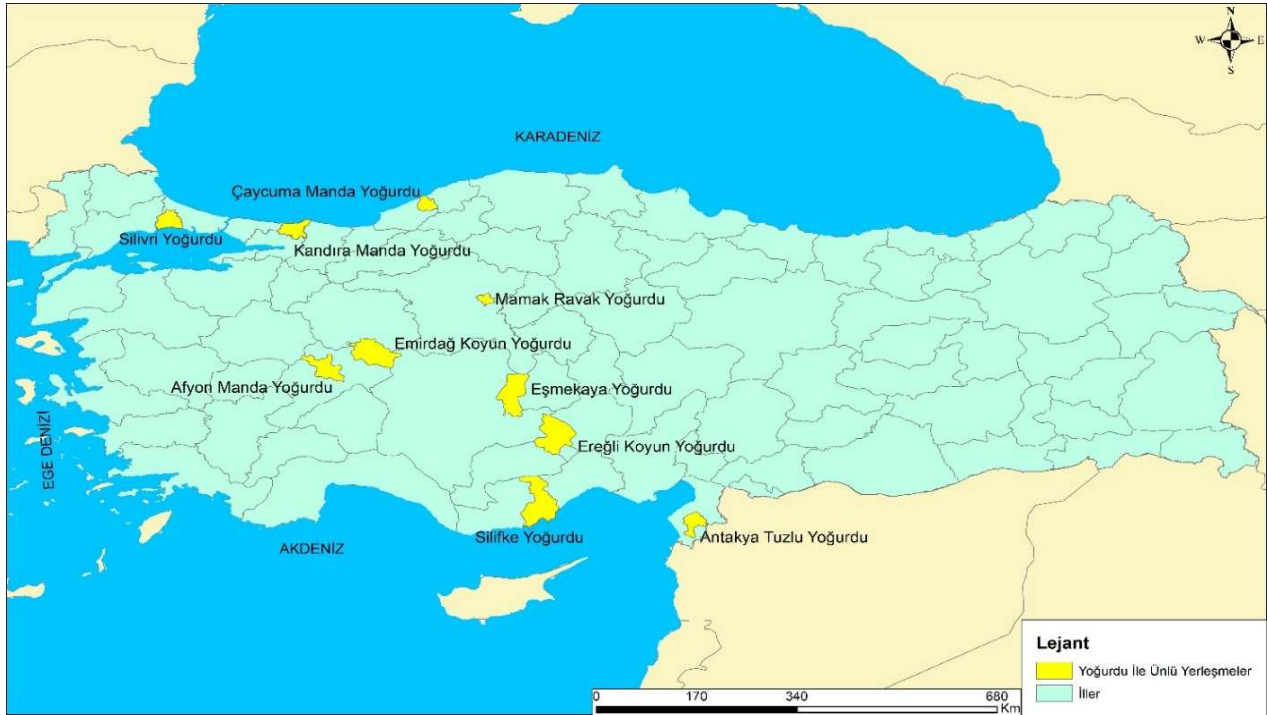 N
W E
S
KARADENİZ
Çaycuma Manda Yoğurdu
Silivri Yoğurdu
Kandıra Manda Yoğurdu
Mamak Ravak Yoğurdu
Emirdağ Koyun Yoğurdu
Afyon Manda Yoğurdu
Eşmekaya Yoğurdu
EGE DENİZİ
Ereğli Koyun Yoğurdu
Silifke Yoğurdu
Antakya Tuzlu Yoğurdu
AKDENİZ
Lejant
Yoğurdu İle Ünlü Yerleşmeler
İller
0 170 340 680
Km